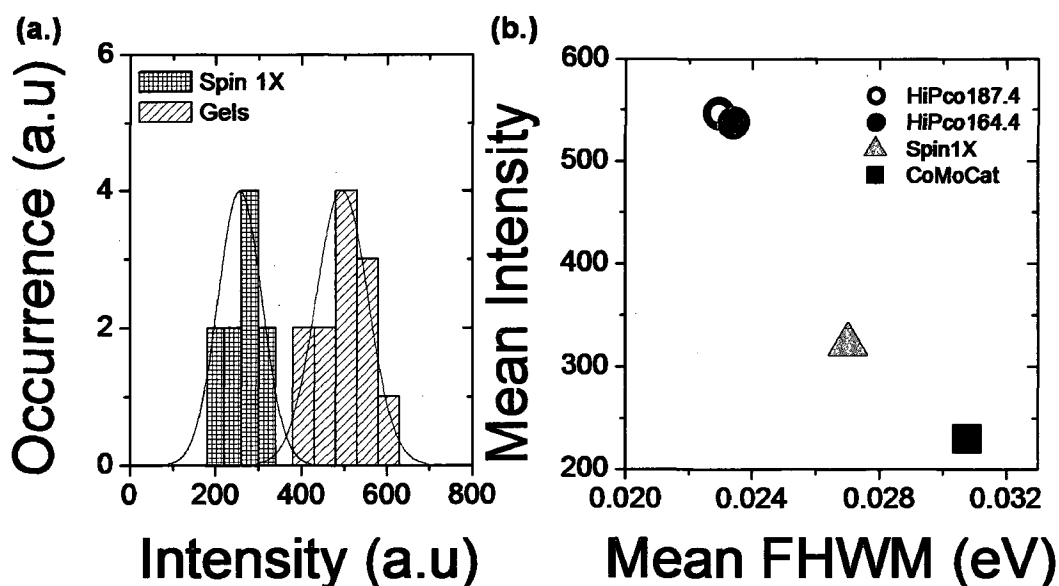 (a.)
Occurrence (a.u)
6
4
2
0
Spin 1X
Gels
0 200 400 600 800
Intensity (a.u)
(b.)
Mean Intensity
600
500
400
300
200
HiPco187.4
HiPco164.4
Spin1X
CoMoCat
0.020 0.024 0.028 0.032
Mean FHWM (eV)